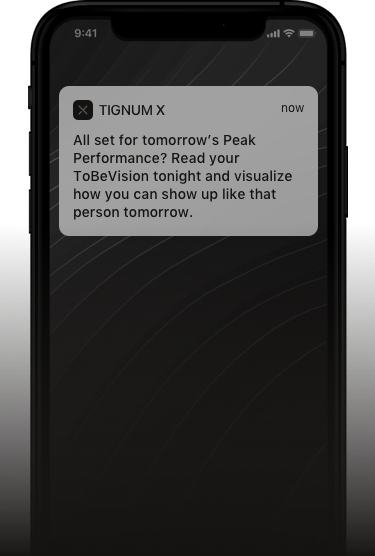 9:41
TIGNUM X now
All set for tomorrow's Peak
Performance? Read your
ToBeVision tonight and visualize
how you can show up like that
person tomorrow.